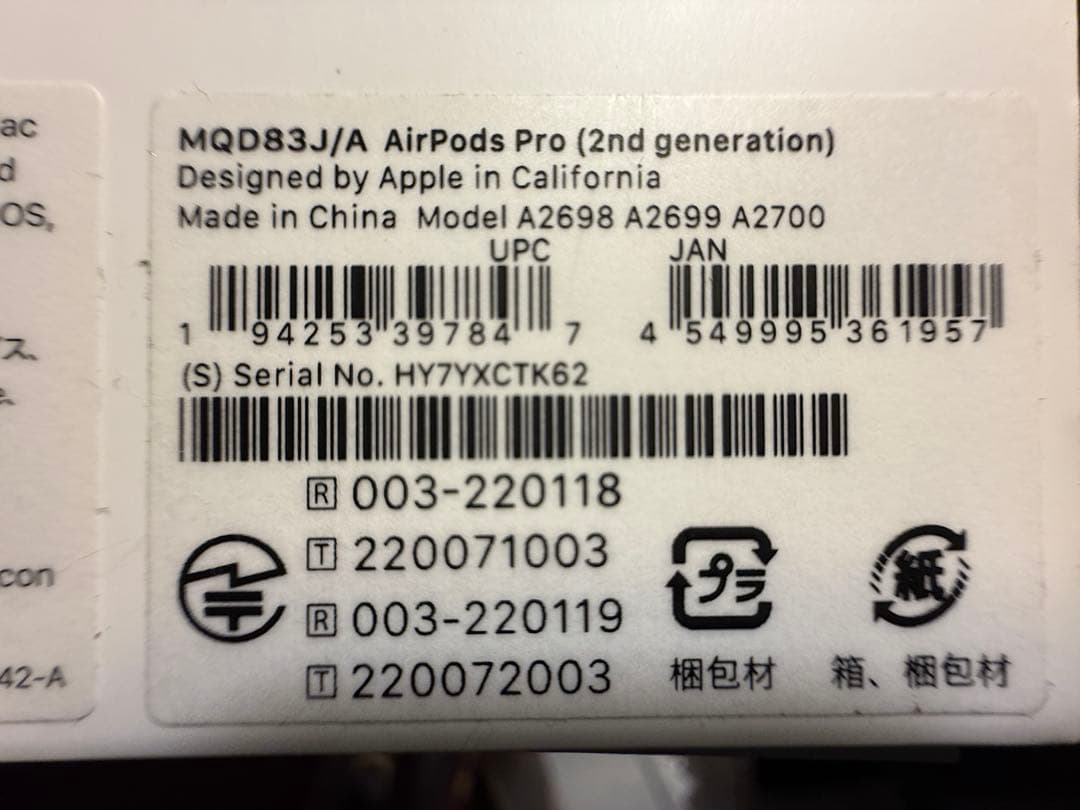 ac
d
OS,
ス、
con
42-A
MQD83J/A AirPods Pro (2nd generation)
Designed by Apple in California
Made in China Model A2698 A2699 A2700
UPC JAN
1 94253 39784 7 4 549995 361957
(S) Serial No. HY7YXCTK62
R 003-220118
T 220071003
R 003-220119
T 220072003
プラ
紙
梱包材
箱、梱包材